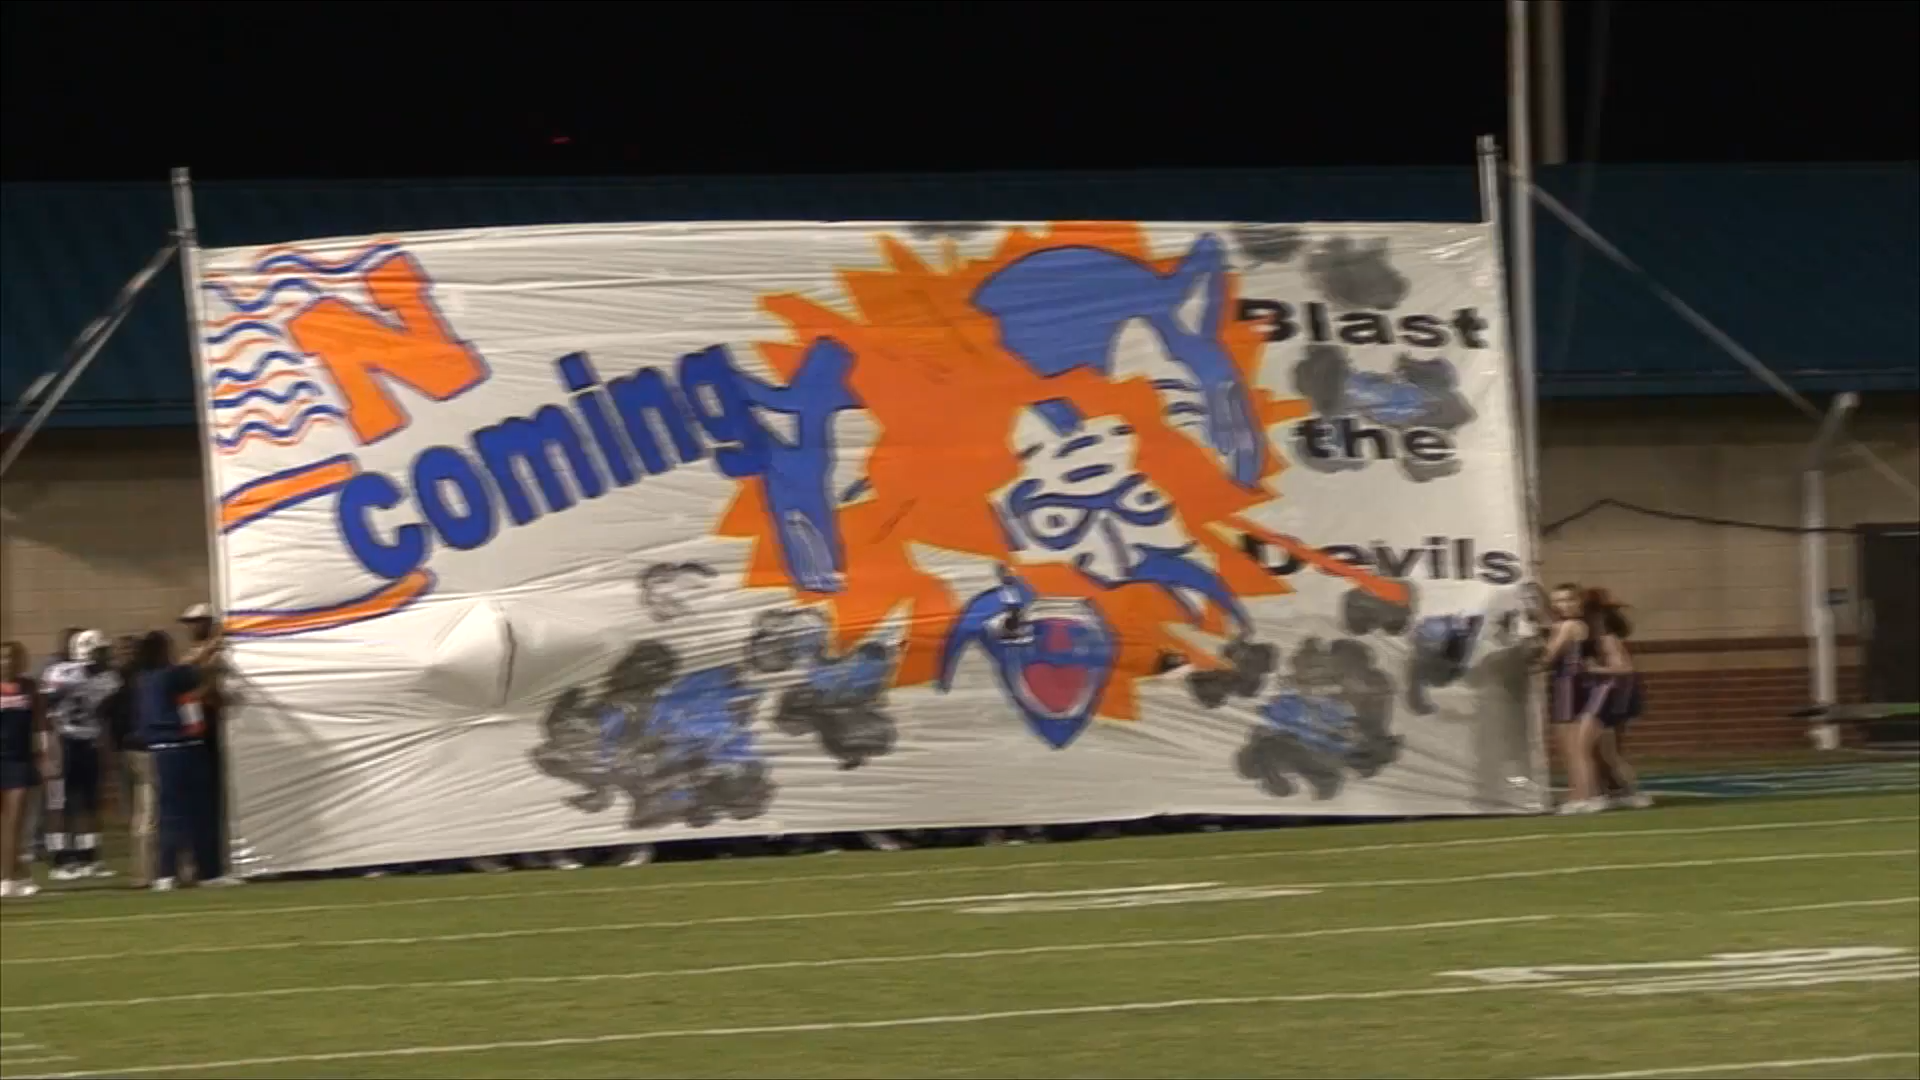 N
coming
Blast
the
Devils